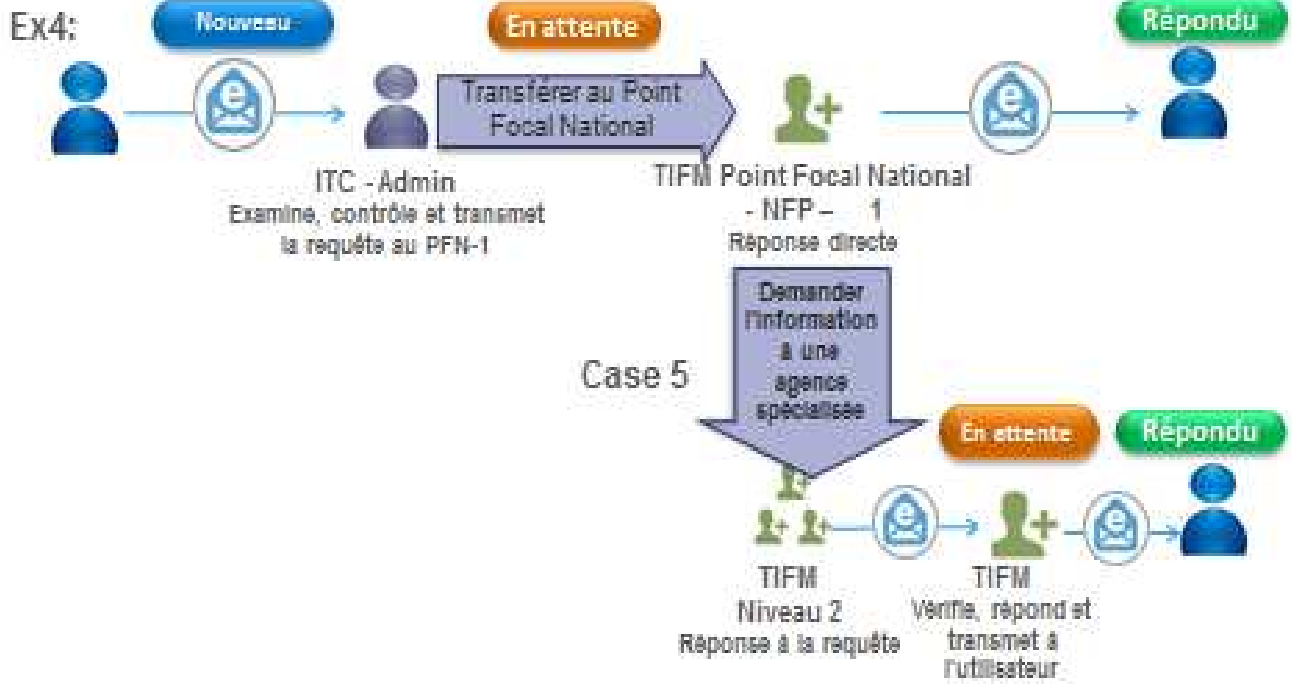 Ex4:
Nouveau
En attente
Répondu
Transférer au Point
Focal National
ITC - Admin
Examine, contrôle et transmet
la requête au PFN-1
TIFM Point Focal National
- NFP – 1
Réponse directe
Demander
l'information
à une
agence
spécialisée
Case 5
En attente
Répondu
TIFM
Niveau 2
Réponse à la requête
TIFM
Vérifie, répond et
transmet à
l'utilisateur